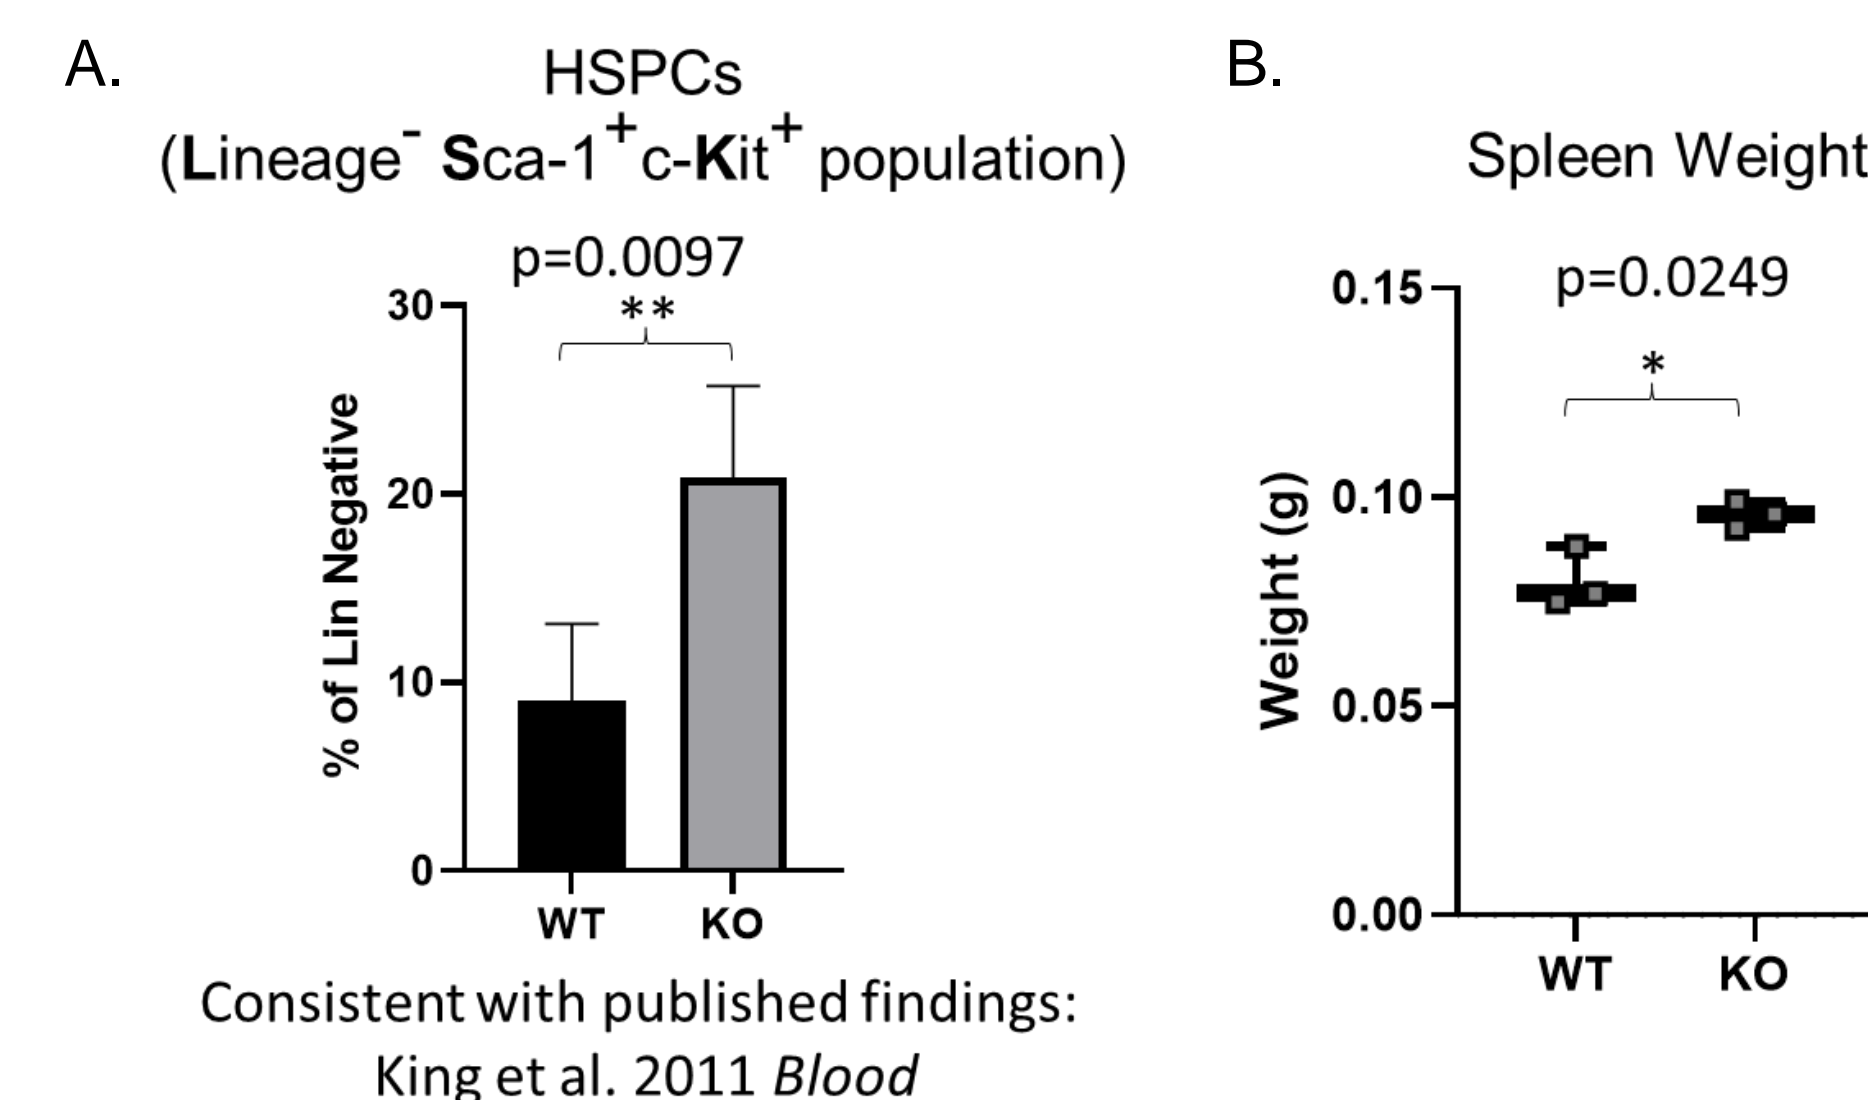 A.
HSPCs
(Lineage⁻ Sca-1⁺c-Kit⁺ population)
p=0.0097
**
30
20
10
0
% of Lin Negative
WT KO
Consistent with published findings:
King et al. 2011 Blood
B.
Spleen Weight
p=0.0249
*
0.15
0.10
0.05
0.00
Weight (g)
WT KO